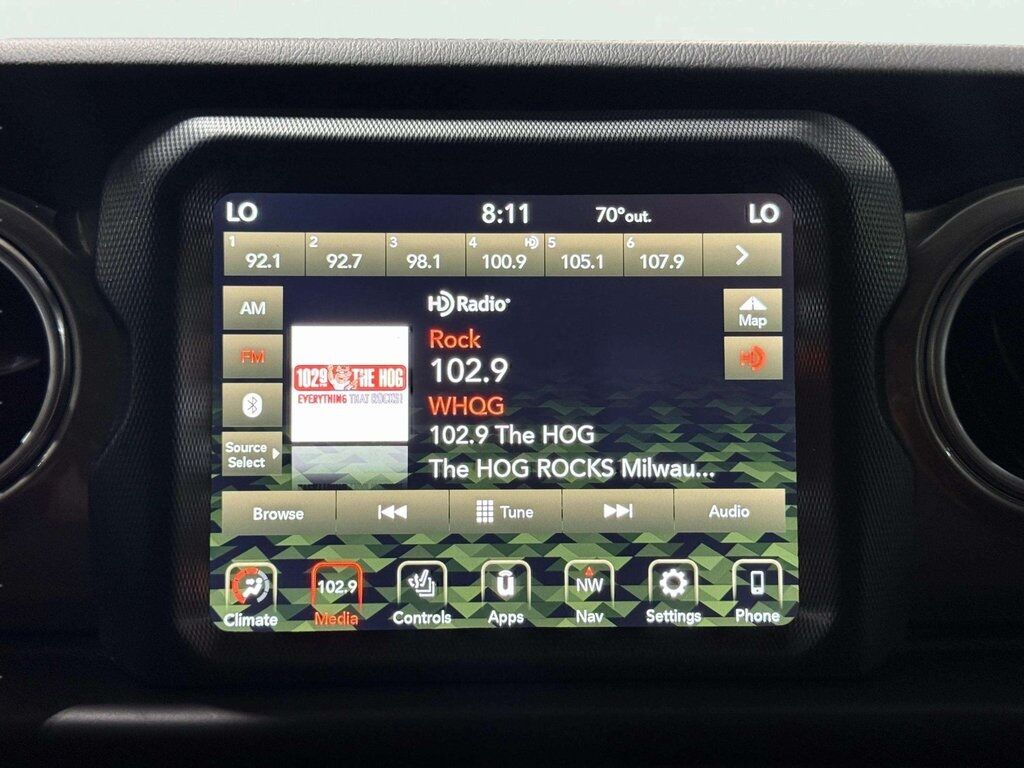 LO 8:11 70°out. LO
1 92.1 2 92.7 3 98.1 4 HD 100.9 5 105.1 6 107.9
AM
HD Radio
Map
FM
Rock
HD
102.9
102.9 FM THE HOG
EVERYTHING THAT ROCKS!
WHQG
102.9 The HOG
Source
Select
The HOG ROCKS Milwau...
Browse Tune Audio
102.9 NW
Climate Media Controls Apps Nav Settings Phone